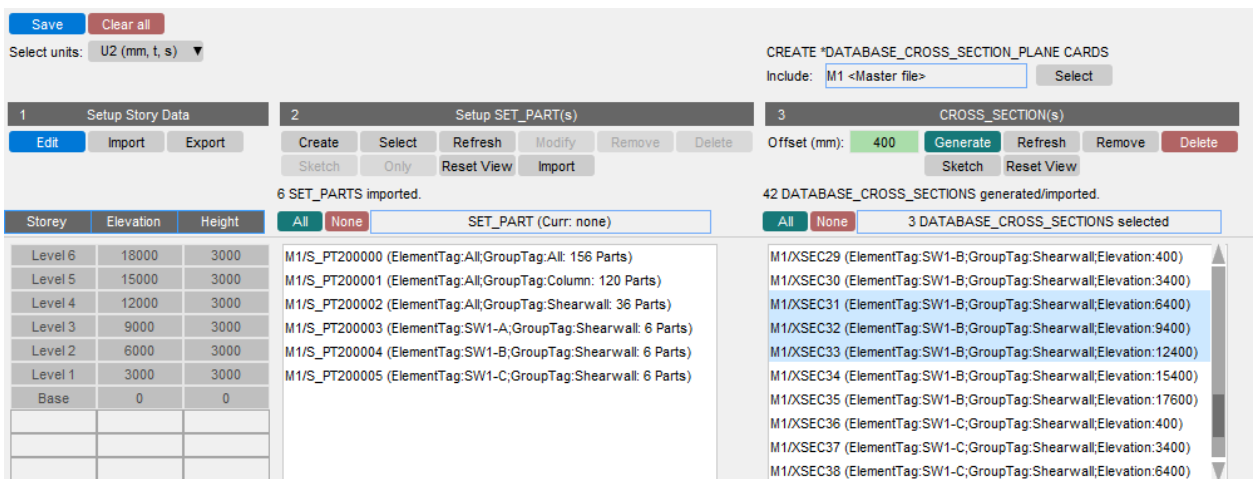 Save Clear all
Select units: U2 (mm, t, s) ▼
CREATE *DATABASE_CROSS_SECTION_PLANE CARDS
Include: M1 <Master file> Select
1 Setup Story Data
Edit Import Export
Storey Elevation Height
Level 6 18000 3000
Level 5 15000 3000
Level 4 12000 3000
Level 3 9000 3000
Level 2 6000 3000
Level 1 3000 3000
Base 0 0
2 Setup SET_PART(s)
Create Select Refresh Modify Remove Delete
Sketch Only Reset View Import
6 SET_PARTS imported.
All None SET_PART (Curr: none)
M1/S_PT200000 (ElementTag:All;GroupTag:All: 156 Parts)
M1/S_PT200001 (ElementTag:All;GroupTag:Column: 120 Parts)
M1/S_PT200002 (ElementTag:All;GroupTag:Shearwall: 36 Parts)
M1/S_PT200003 (ElementTag:SW1-A;GroupTag:Shearwall: 6 Parts)
M1/S_PT200004 (ElementTag:SW1-B;GroupTag:Shearwall: 6 Parts)
M1/S_PT200005 (ElementTag:SW1-C;GroupTag:Shearwall: 6 Parts)
3 CROSS_SECTION(s)
Offset (mm): 400 Generate Refresh Remove Delete
Sketch Reset View
42 DATABASE_CROSS_SECTIONS generated/imported.
All None 3 DATABASE_CROSS_SECTIONS selected
M1/XSEC29 (ElementTag:SW1-B;GroupTag:Shearwall;Elevation:400)
M1/XSEC30 (ElementTag:SW1-B;GroupTag:Shearwall;Elevation:3400)
M1/XSEC31 (ElementTag:SW1-B;GroupTag:Shearwall;Elevation:6400)
M1/XSEC32 (ElementTag:SW1-B;GroupTag:Shearwall;Elevation:9400)
M1/XSEC33 (ElementTag:SW1-B;GroupTag:Shearwall;Elevation:12400)
M1/XSEC34 (ElementTag:SW1-B;GroupTag:Shearwall;Elevation:15400)
M1/XSEC35 (ElementTag:SW1-B;GroupTag:Shearwall;Elevation:17600)
M1/XSEC36 (ElementTag:SW1-C;GroupTag:Shearwall;Elevation:400)
M1/XSEC37 (ElementTag:SW1-C;GroupTag:Shearwall;Elevation:3400)
M1/XSEC38 (ElementTag:SW1-C;GroupTag:Shearwall;Elevation:6400)